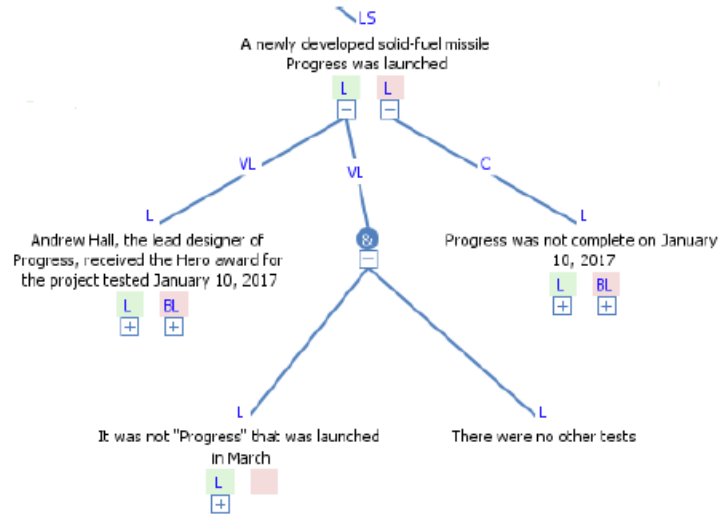 LS
A newly developed solid-fuel missile
Progress was launched
L L
VL VL C
L L
Andrew Hall, the lead designer of
Progress, received the Hero award for
the project tested January 10, 2017
L BL
&
Progress was not complete on January
10, 2017
L BL
L L
It was not "Progress" that was launched
in March
L
There were no other tests